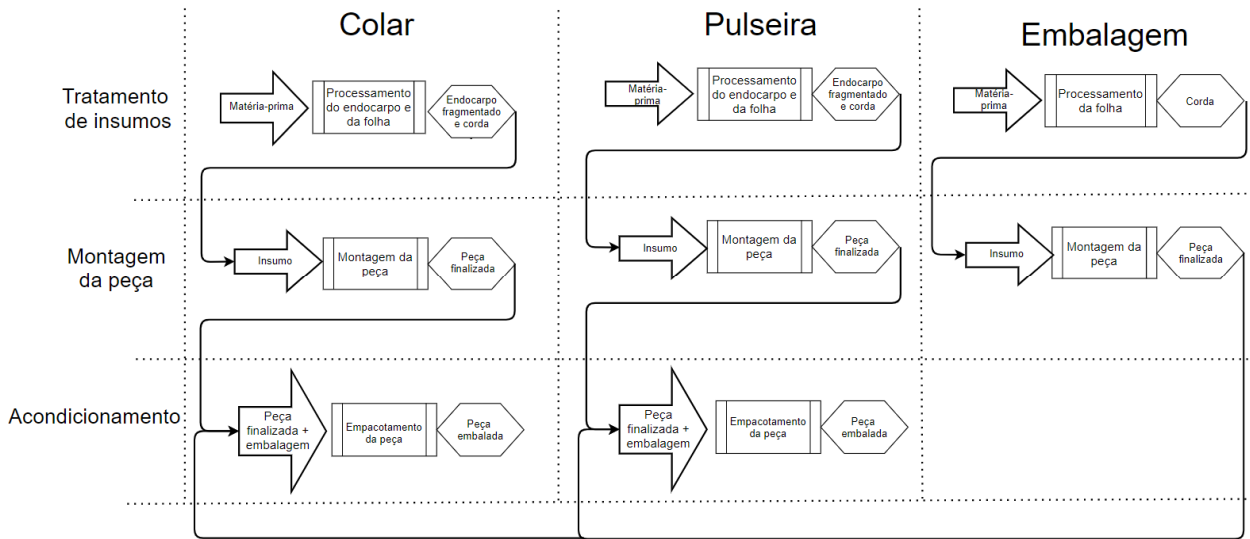 Colar
Pulseira
Embalagem
Tratamento
de insumos
Matéria-prima
Processamento
do endocarpo e
da folha
Endocarpo
fragmentado
e corda
Matéria-
prima
Processamento
do endocarpo e
da folha
Endocarpo
fragmentado
e corda
Matéria-
prima
Processamento
da folha
Corda
Montagem
da peça
Insumo
Montagem da
peça
Peça
finalizada
Insumo
Montagem da
peça
Peça
finalizada
Insumo
Montagem da
peça
Peça
finalizada
Acondicionamento
Peça
finalizada +
embalagem
Empacotamento
da peça
Peça
embalada
Peça
finalizada +
embalagem
Empacotamento
da peça
Peça
embalada